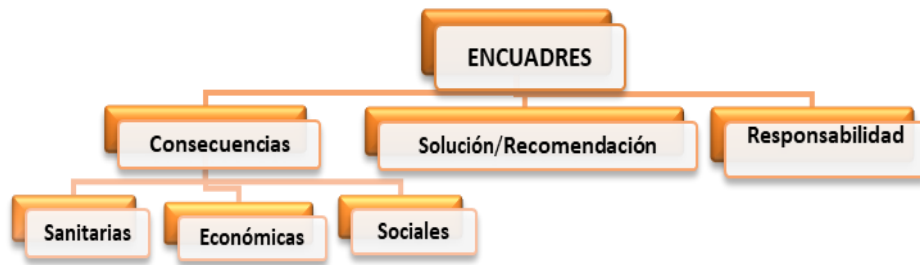 ENCUADRES
Consecuencias
Solución/Recomendación
Responsabilidad
Sanitarias
Económicas
Sociales